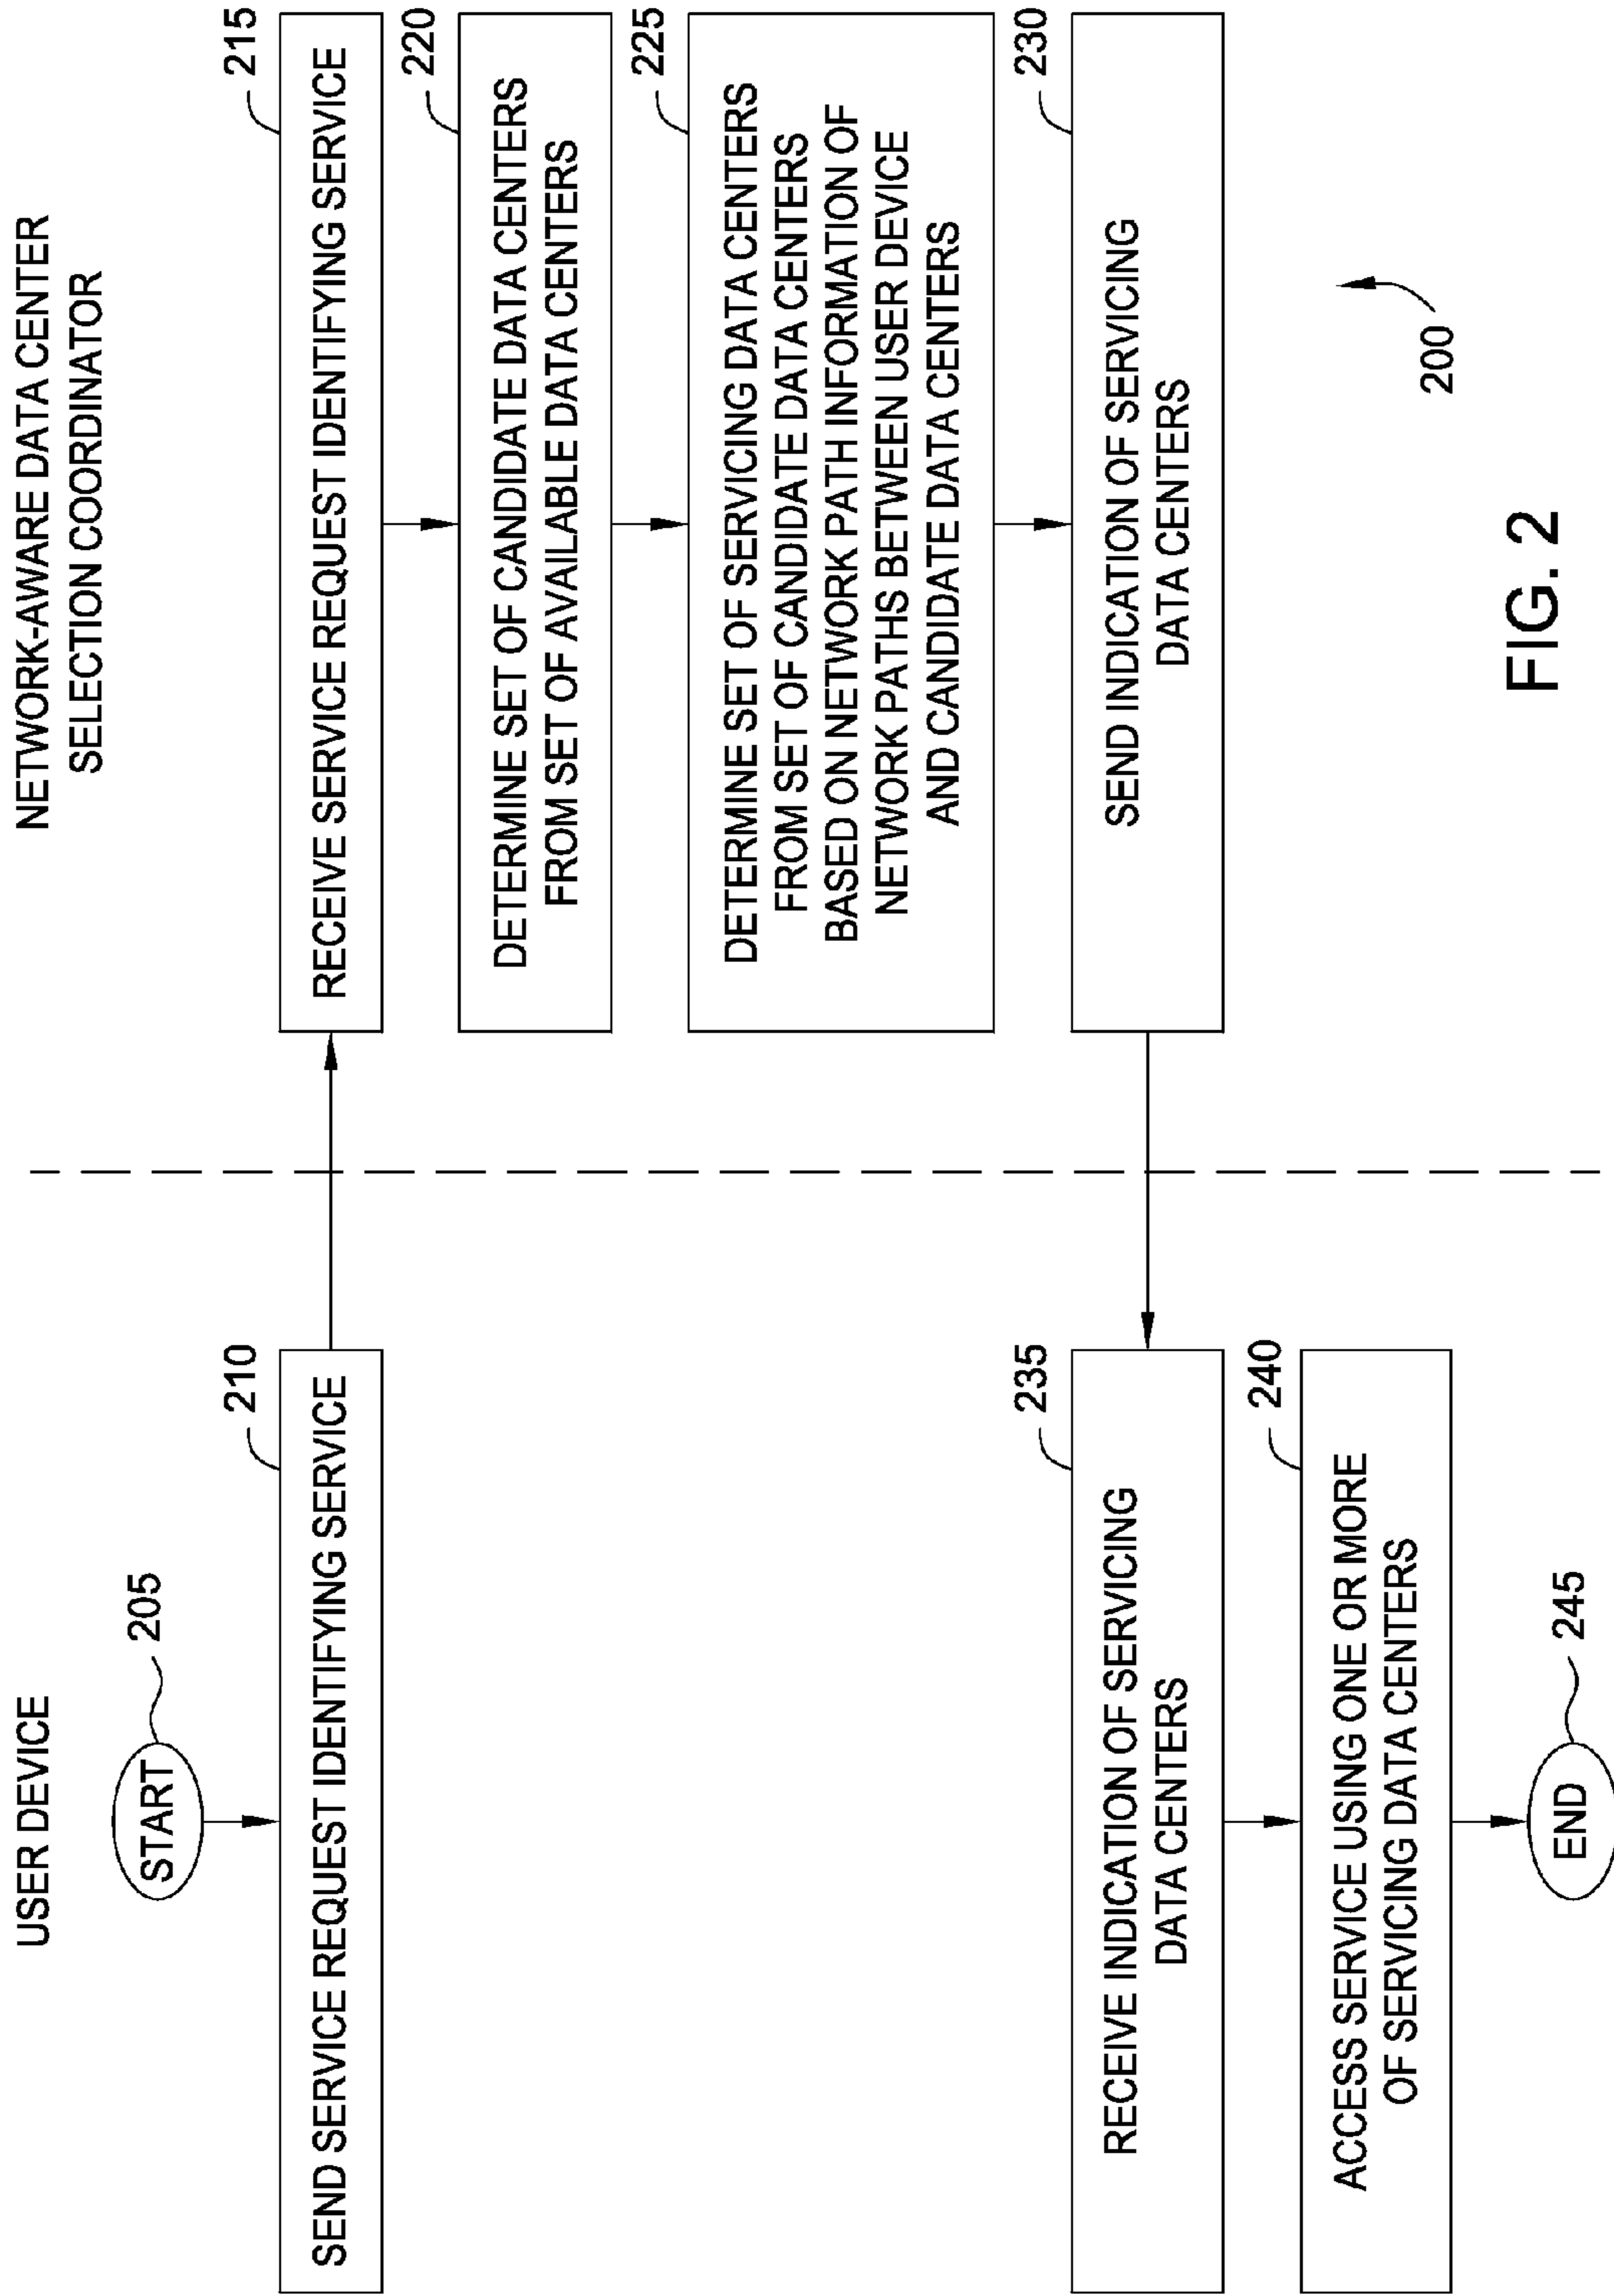 USER DEVICE
START
205
SEND SERVICE REQUEST IDENTIFYING SERVICE
210
NETWORK-AWARE DATA CENTER
SELECTION COORDINATOR
RECEIVE SERVICE REQUEST IDENTIFYING SERVICE
215
DETERMINE SET OF CANDIDATE DATA CENTERS
FROM SET OF AVAILABLE DATA CENTERS
220
DETERMINE SET OF SERVICING DATA CENTERS
FROM SET OF CANDIDATE DATA CENTERS
BASED ON NETWORK PATH INFORMATION OF
NETWORK PATHS BETWEEN USER DEVICE
AND CANDIDATE DATA CENTERS
225
SEND INDICATION OF SERVICING
DATA CENTERS
230
RECEIVE INDICATION OF SERVICING
DATA CENTERS
235
ACCESS SERVICE USING ONE OR MORE
OF SERVICING DATA CENTERS
240
END
245
200
FIG. 2